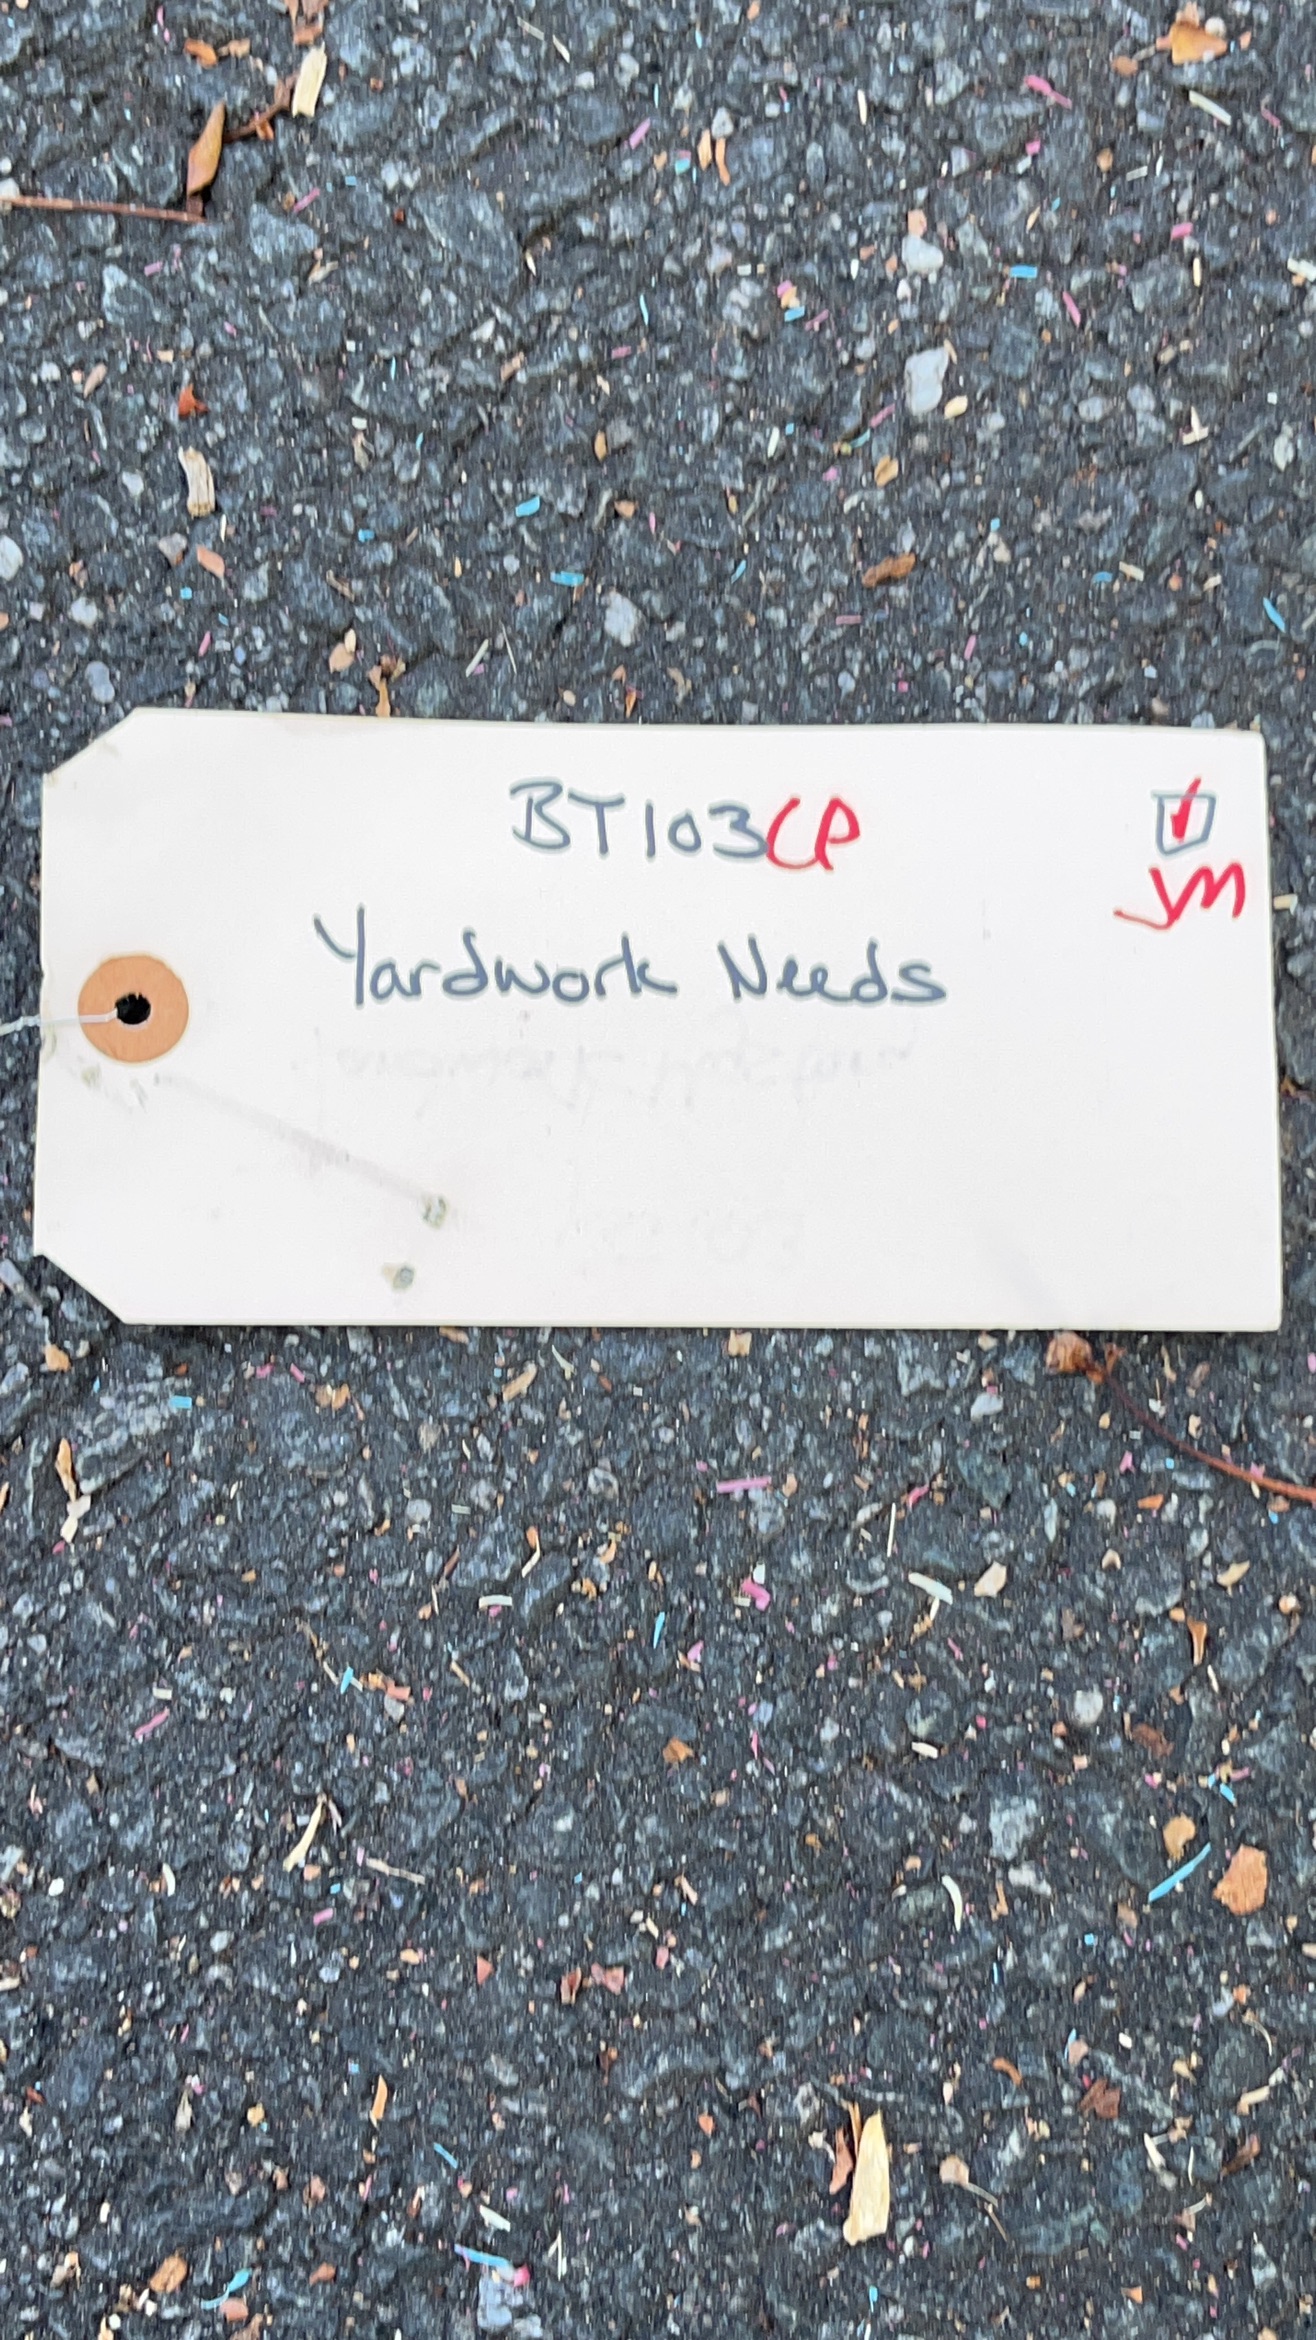 BT103CP
☑
YM
Yardwork Needs